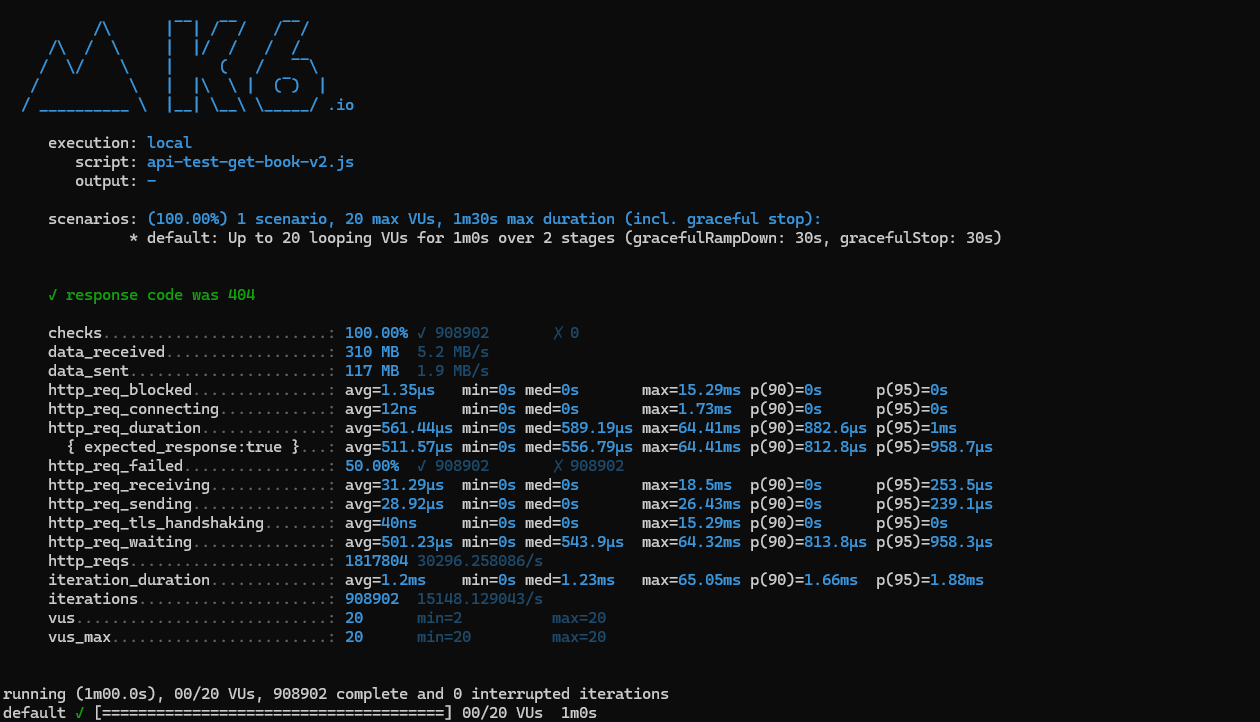 /\      |‾‾| /‾‾/   /‾‾/
     /\  /  \     |  |/  /   /  /
    /  \/    \    |     (   /   ‾‾\
   /          \   |  |\  \ |  (‾)  |
  / __________ \  |__| \__\ \_____/ .io

     execution: local
        script: api-test-get-book-v2.js
        output: -

     scenarios: (100.00%) 1 scenario, 20 max VUs, 1m30s max duration (incl. graceful stop):
              * default: Up to 20 looping VUs for 1m0s over 2 stages (gracefulRampDown: 30s, gracefulStop: 30s)

     ✓ response code was 404

     checks.........................: 100.00% ✓ 908902       ✗ 0
     data_received..................: 310 MB  5.2 MB/s
     data_sent......................: 117 MB  1.9 MB/s
     http_req_blocked...............: avg=1.35µs   min=0s med=0s       max=15.29ms p(90)=0s      p(95)=0s
     http_req_connecting............: avg=12ns     min=0s med=0s       max=1.73ms  p(90)=0s      p(95)=0s
     http_req_duration..............: avg=561.44µs min=0s med=589.19µs max=64.41ms p(90)=882.6µs p(95)=1ms
       { expected_response:true }...: avg=511.57µs min=0s med=556.79µs max=64.41ms p(90)=812.8µs p(95)=958.7µs
     http_req_failed................: 50.00%  ✓ 908902       ✗ 908902
     http_req_receiving.............: avg=31.29µs  min=0s med=0s       max=18.5ms  p(90)=0s      p(95)=253.5µs
     http_req_sending...............: avg=28.92µs  min=0s med=0s       max=26.43ms p(90)=0s      p(95)=239.1µs
     http_req_tls_handshaking.......: avg=40ns     min=0s med=0s       max=15.29ms p(90)=0s      p(95)=0s
     http_req_waiting...............: avg=501.23µs min=0s med=543.9µs  max=64.32ms p(90)=813.8µs p(95)=958.3µs
     http_reqs......................: 1817804 30296.258086/s
     iteration_duration.............: avg=1.2ms    min=0s med=1.23ms   max=65.05ms p(90)=1.66ms  p(95)=1.88ms
     iterations.....................: 908902  15148.129043/s
     vus............................: 20      min=2          max=20
     vus_max........................: 20      min=20         max=20

running (1m00.0s), 00/20 VUs, 908902 complete and 0 interrupted iterations
default ✓ [======================================] 00/20 VUs  1m0s